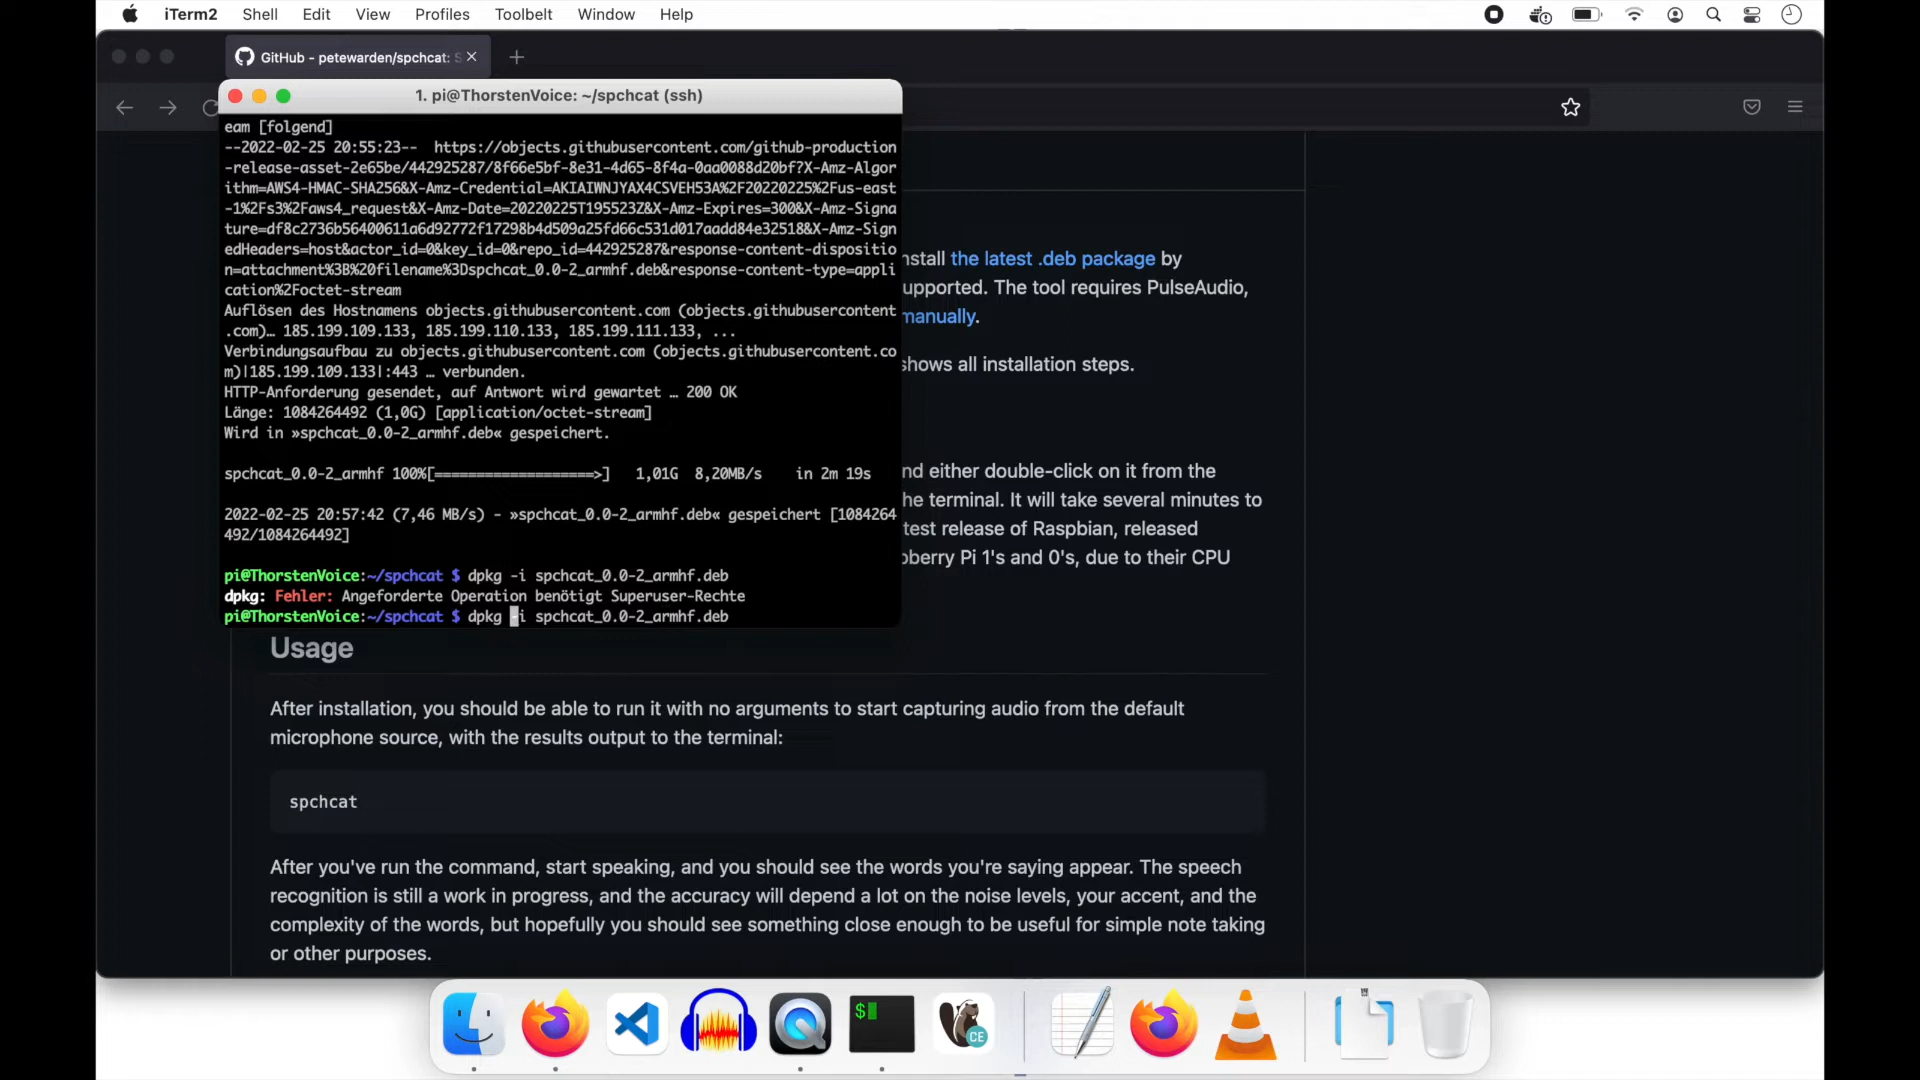 iTerm2 Shell Edit View Profiles Toolbelt Window Help
GitHub - petewarden/spchcat: S
1. pi@ThorstenVoice: ~/spchcat (ssh)
eam [folgend]
--2022-02-25 20:55:23--  https://objects.githubusercontent.com/github-production
-release-asset-2e65be/442925287/8f66e5bf-8e31-4d65-8f4a-0aa0088d20bf?X-Amz-Algor
ithm=AWS4-HMAC-SHA256&X-Amz-Credential=AKIAIWNJYAX4CSVEH53A%2F20220225%2Fus-east
-1%2Fs3%2Faws4_request&X-Amz-Date=20220225T195523Z&X-Amz-Expires=300&X-Amz-Signa
ture=df8c2736b56400611a6d92772f17298b4d509a25fd66c531d017aadd84e32518&X-Amz-Sign
edHeaders=host&actor_id=0&key_id=0&repo_id=442925287&response-content-dispositio
n=attachment%3B%20filename%3Dspchcat_0.0-2_armhf.deb&response-content-type=appli
cation%2Foctet-stream
Auflösen des Hostnamens objects.githubusercontent.com (objects.githubusercontent
.com)… 185.199.109.133, 185.199.110.133, 185.199.111.133, ...
Verbindungsaufbau zu objects.githubusercontent.com (objects.githubusercontent.co
m)|185.199.109.133|:443 … verbunden.
HTTP-Anforderung gesendet, auf Antwort wird gewartet … 200 OK
Länge: 1084264492 (1,0G) [application/octet-stream]
Wird in »spchcat_0.0-2_armhf.deb« gespeichert.
spchcat_0.0-2_armhf 100%[===================>]   1,01G  8,20MB/s    in 2m 19s
2022-02-25 20:57:42 (7,46 MB/s) - »spchcat_0.0-2_armhf.deb« gespeichert [1084264
492/1084264492]
pi@ThorstenVoice:~/spchcat $ dpkg -i spchcat_0.0-2_armhf.deb
dpkg: Fehler: Angeforderte Operation benötigt Superuser-Rechte
pi@ThorstenVoice:~/spchcat $ dpkg -i spchcat_0.0-2_armhf.deb
nstall the latest .deb package by
upported. The tool requires PulseAudio,
manually.
shows all installation steps.
nd either double-click on it from the
he terminal. It will take several minutes to
test release of Raspbian, released
berry Pi 1's and 0's, due to their CPU
Usage
After installation, you should be able to run it with no arguments to start capturing audio from the default
microphone source, with the results output to the terminal:
spchcat
After you've run the command, start speaking, and you should see the words you're saying appear. The speech
recognition is still a work in progress, and the accuracy will depend a lot on the noise levels, your accent, and the
complexity of the words, but hopefully you should see something close enough to be useful for simple note taking
or other purposes.
$
CE